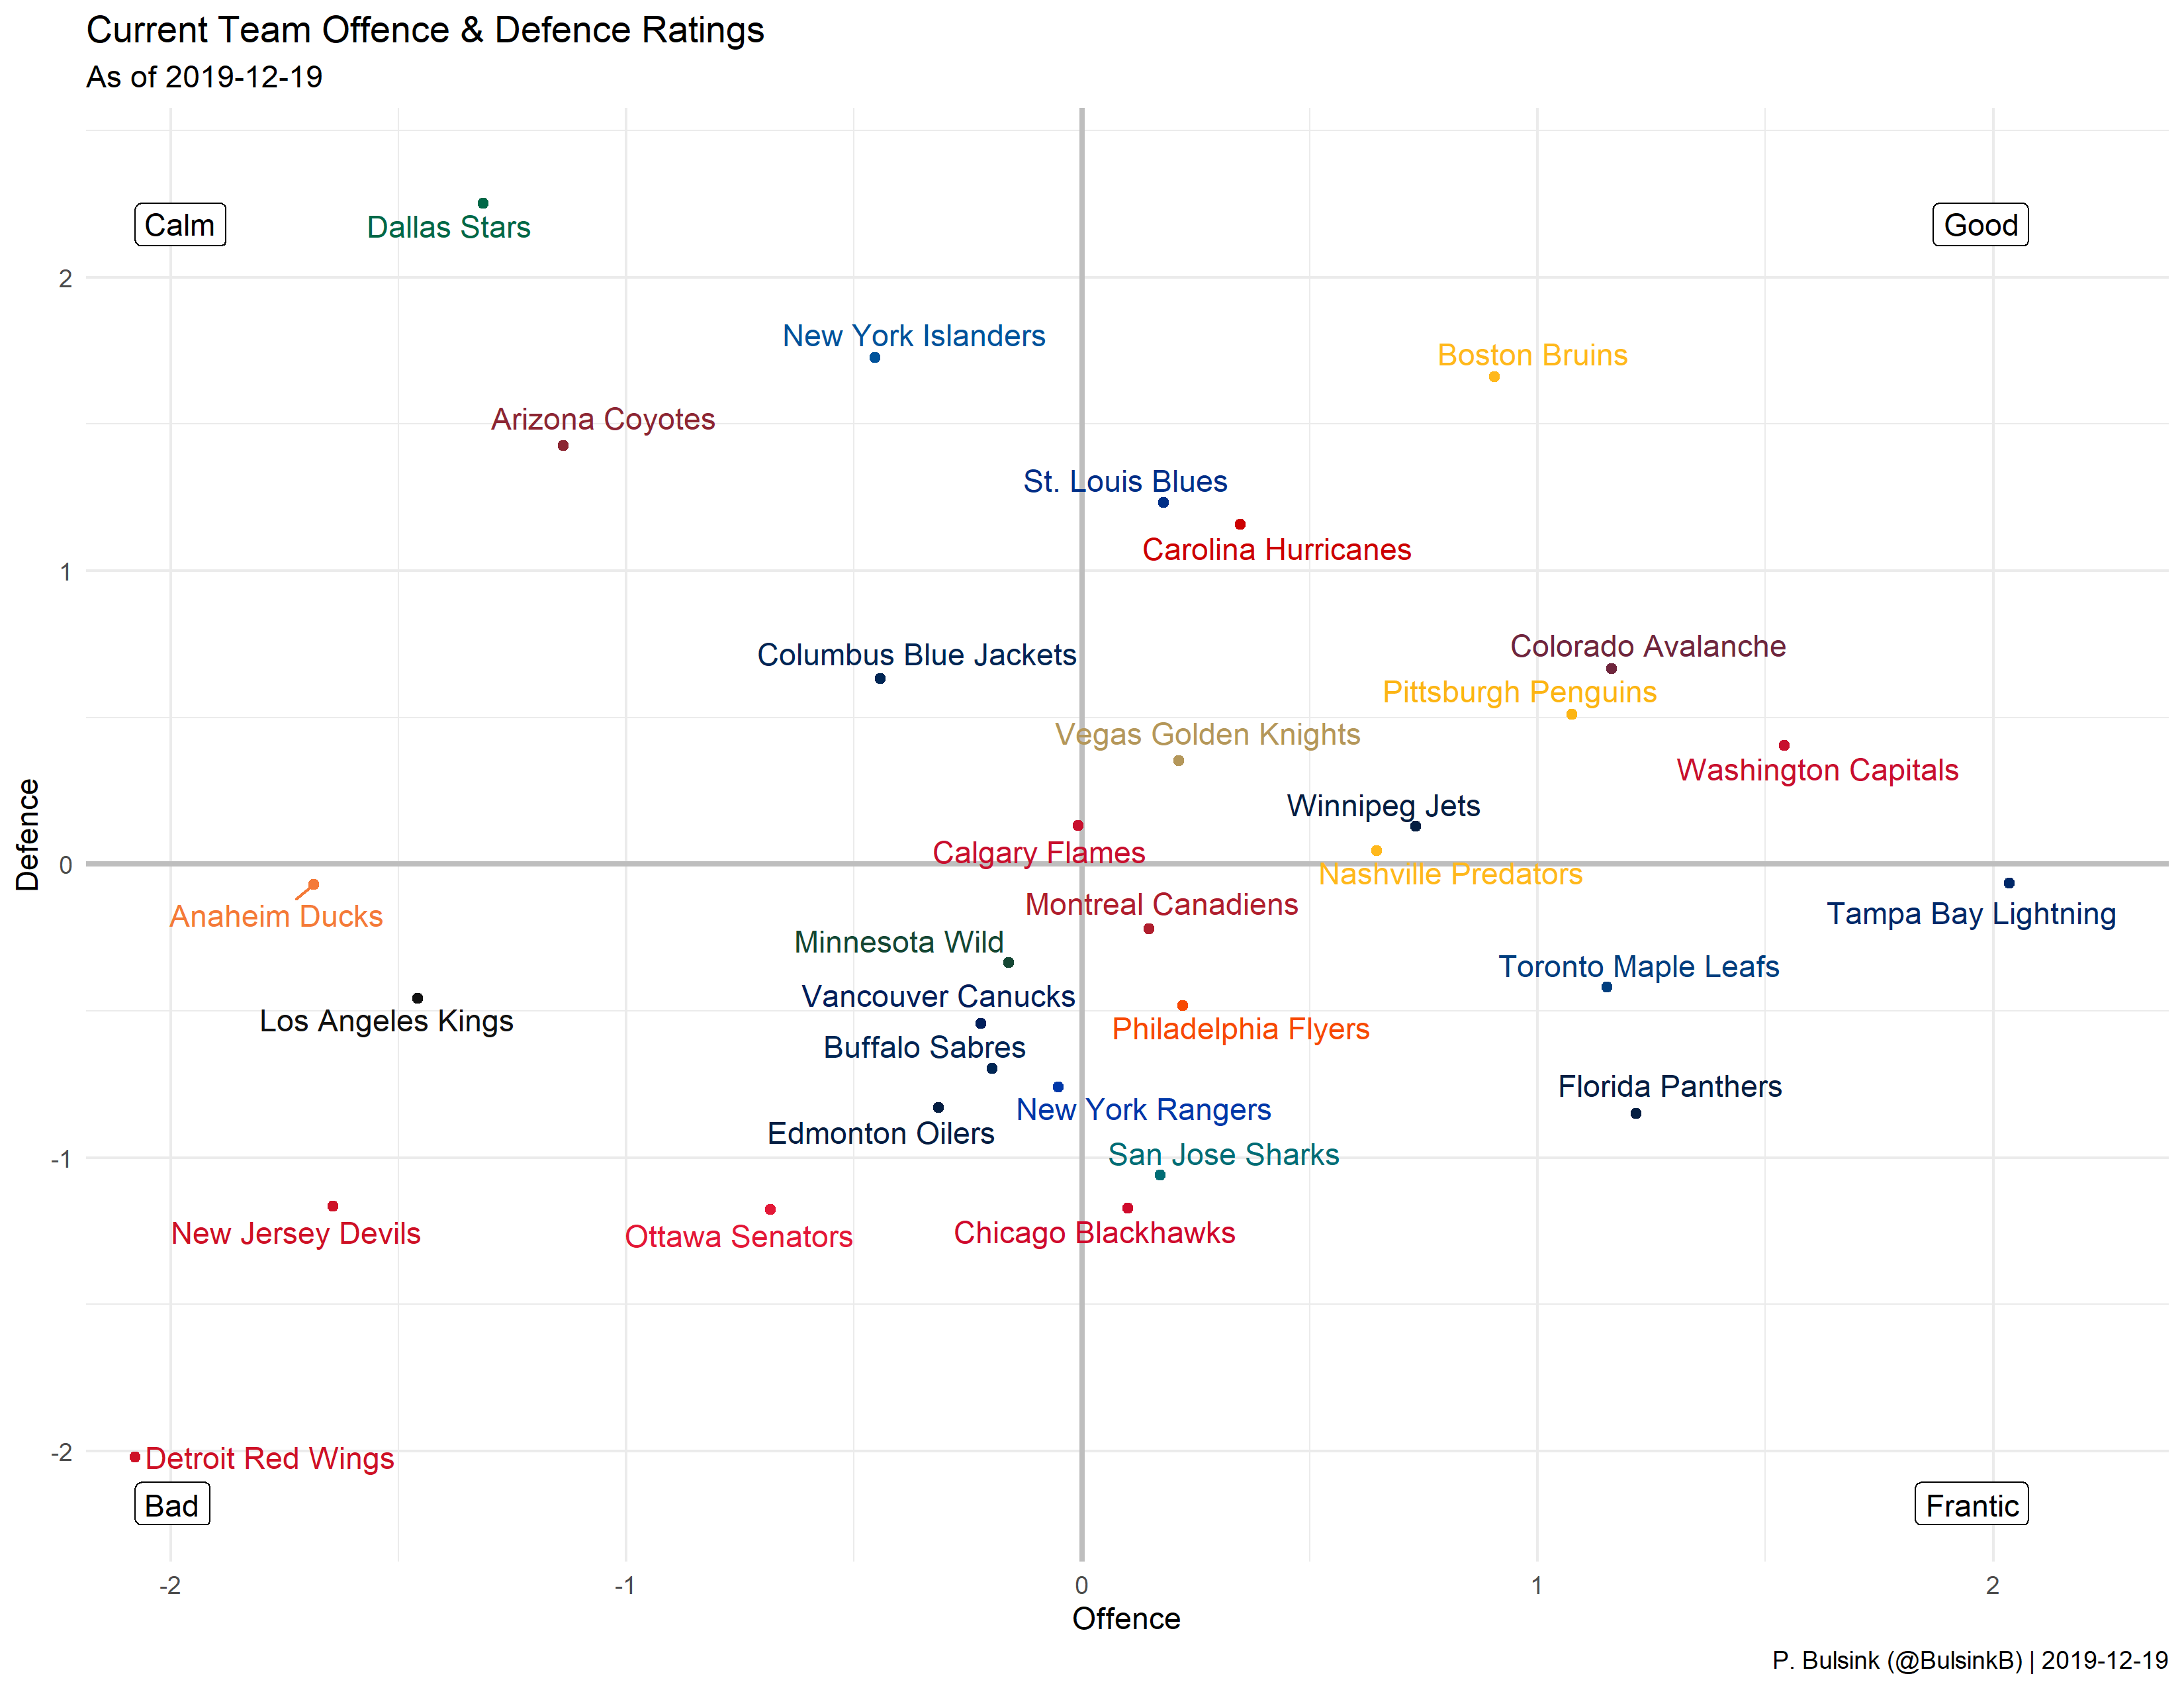 Current Team Offence & Defence Ratings
As of 2019-12-19
Calm
Good
Dallas Stars
2
New York Islanders
Boston Bruins
Arizona Coyotes
St. Louis Blues
Carolina Hurricanes
1
Colorado Avalanche
Columbus Blue Jackets
Pittsburgh Penguins
Vegas Golden Knights
Washington Capitals
Winnipeg Jets
Defence
Calgary Flames
0
Nashville Predators
Montreal Canadiens
Tampa Bay Lightning
Anaheim Ducks
Minnesota Wild
Toronto Maple Leafs
Vancouver Canucks
Los Angeles Kings
Philadelphia Flyers
Buffalo Sabres
Florida Panthers
New York Rangers
Edmonton Oilers
San Jose Sharks
-1
New Jersey Devils
Ottawa Senators
Chicago Blackhawks
-2
Detroit Red Wings
Bad
Frantic
-2
-1
0
1
2
Offence
P. Bulsink (@BulsinkB) | 2019-12-19